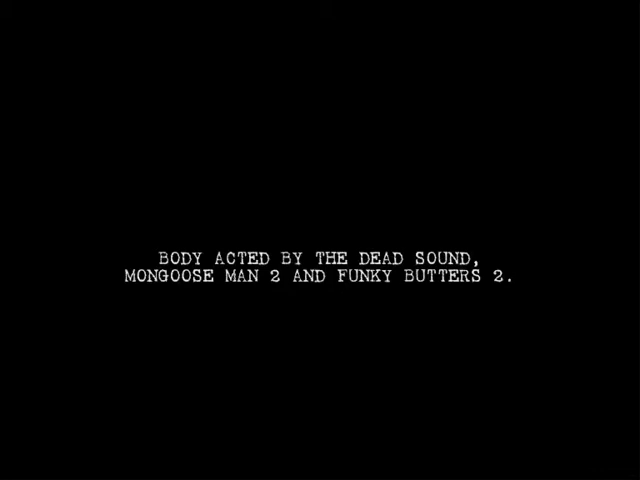 BODY ACTED BY THE DEAD SOUND,
MONGOOSE MAN 2 AND FUNKY BUTTERS 2.